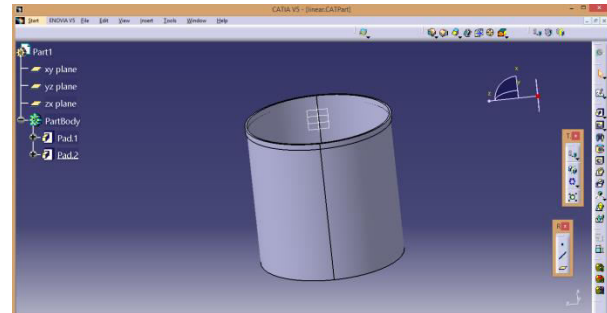 CATIA V5 - [linear.CATPart]
Start ENOVIA V5 File Edit View Insert Tools Window Help
Part1
xy plane
yz plane
zx plane
PartBody
Pad.1
Pad.2